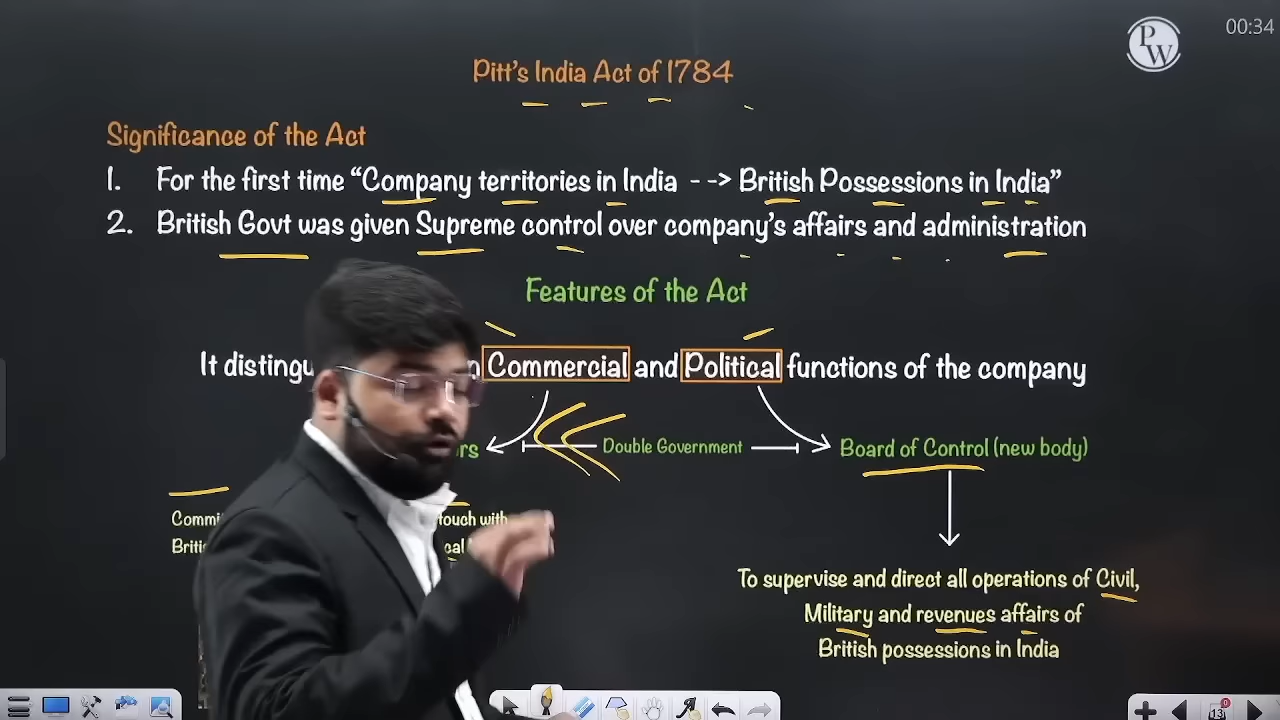 00:34
PW
Pitt's India Act of 1784
Significance of the Act
1. For the first time “Company territories in India --> British Possessions in India”
2. British Govt was given Supreme control over company's affairs and administration
Features of the Act
It Commercial and Political functions of the company
Double Government
Board of Control (new body)
touch with
To supervise and direct all operations of Civil,
Military and revenues affairs of
British possessions in India